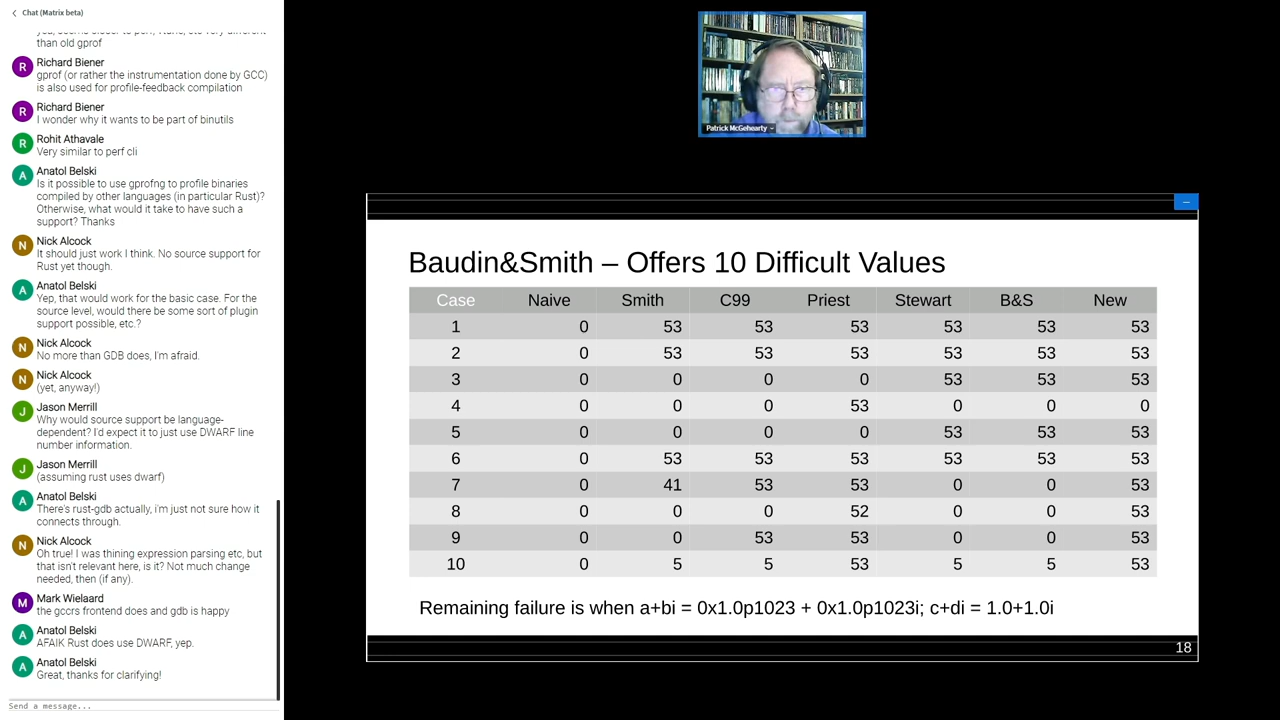 Chat (Matrix beta)
than old gprof
Richard Biener
gprof (or rather the instrumentation done by GCC)
is also used for profile-feedback compilation
Richard Biener
I wonder why it wants to be part of binutils
Rohit Athavale
Very similar to perf cli
Anatol Belski
Is it possible to use gprofng to profile binaries
compiled by other languages (in particular Rust)?
Otherwise, what would it take to have such a
support? Thanks
Nick Alcock
It should just work I think. No source support for
Rust yet though.
Anatol Belski
Yep, that would work for the basic case. For the
source level, would there be some sort of plugin
support possible, etc.?
Nick Alcock
No more than GDB does, I'm afraid.
Nick Alcock
(yet, anyway!)
Jason Merrill
Why would source support be language-
dependent? I'd expect it to just use DWARF line
number information.
Jason Merrill
(assuming rust uses dwarf)
Anatol Belski
There's rust-gdb actually, i'm just not sure how it
connects through.
Nick Alcock
Oh true! I was thining expression parsing etc, but
that isn't relevant here, is it? Not much change
needed, then (if any).
Mark Wielaard
the gccrs frontend does and gdb is happy
Anatol Belski
AFAIK Rust does use DWARF, yep.
Anatol Belski
Great, thanks for clarifying!
Send a message...
Patrick McGehearty
Baudin&Smith – Offers 10 Difficult Values
Case Naive Smith C99 Priest Stewart B&S New
1 0 53 53 53 53 53 53
2 0 53 53 53 53 53 53
3 0 0 0 0 53 53 53
4 0 0 0 53 0 0 0
5 0 0 0 0 53 53 53
6 0 53 53 53 53 53 53
7 0 41 53 53 0 0 53
8 0 0 0 52 0 0 53
9 0 0 53 53 0 0 53
10 0 5 5 53 5 5 53
Remaining failure is when a+bi = 0x1.0p1023 + 0x1.0p1023i; c+di = 1.0+1.0i
18